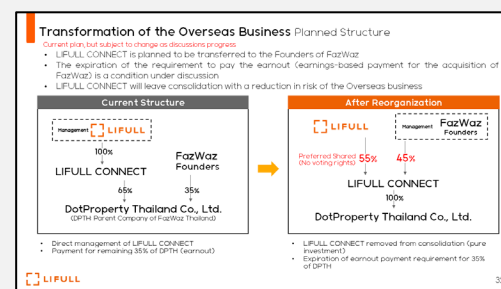 Transformation of the Overseas Business Planned Structure
Current plan, but subject to change as discussions progress
• LIFULL CONNECT is planned to be transferred to the Founders of FazWaz
• The expiration of the requirement to pay the earnout (earnings-based payment for the acquisition of
FazWaz) is a condition under discussion
• LIFULL CONNECT will leave consolidation with a reduction in risk of the Overseas business
Current Structure
Management LIFULL
100%
FazWaz
Founders
LIFULL CONNECT
65% 35%
DotProperty Thailand Co., Ltd.
(DPTH Parent Company of FazWaz Thailand)
• Direct management of LIFULL CONNECT
• Payment for remaining 35% of DPTH (earnout)
After Reorganization
LIFULL
Management FazWaz
Founders
Preferred Shared
(No voting rights)
55% 45%
LIFULL CONNECT
100%
DotProperty Thailand Co., Ltd.
• LIFULL CONNECT removed from consolidation (pure
investment)
• Expiration of earnout payment requirement for 35%
of DPTH
LIFULL